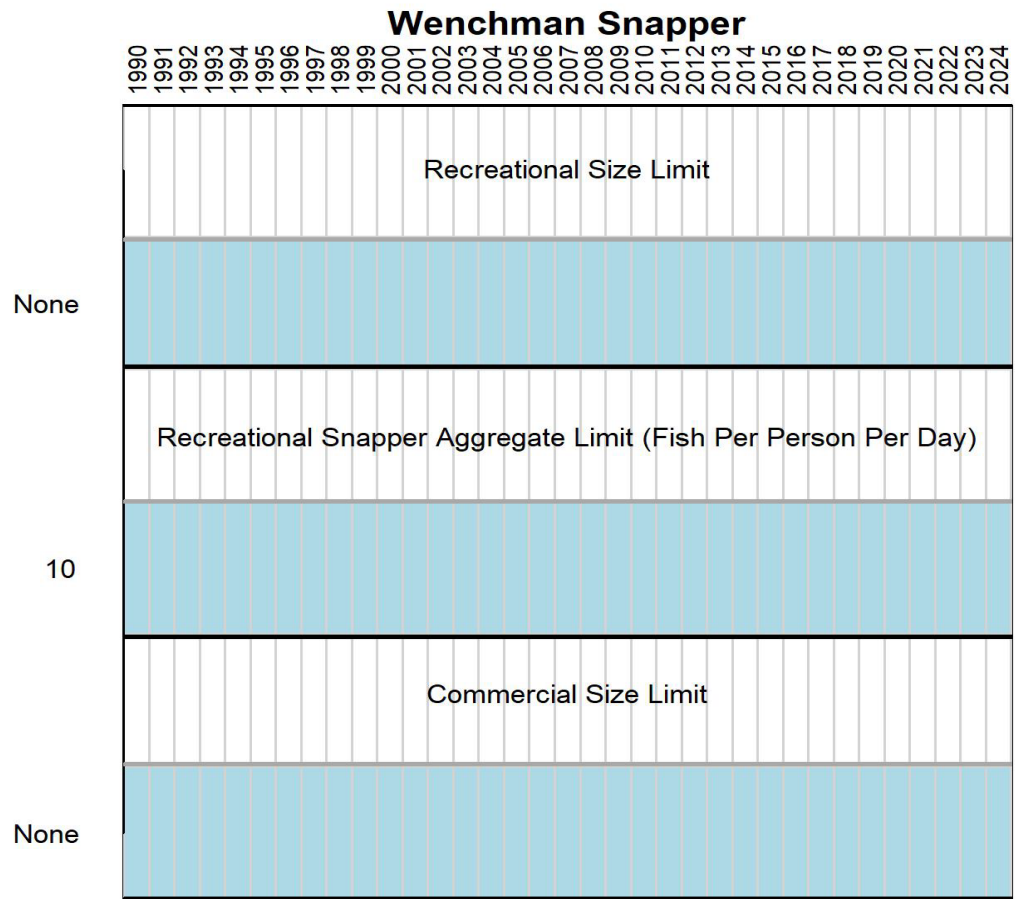 Wenchman Snapper
1990 1991 1992 1993 1994 1995 1996 1997 1998 1999 2000 2001 2002 2003 2004 2005 2006 2007 2008 2009 2010 2011 2012 2013 2014 2015 2016 2017 2018 2019 2020 2021 2022 2023 2024
Recreational Size Limit
None
Recreational Snapper Aggregate Limit (Fish Per Person Per Day)
10
Commercial Size Limit
None